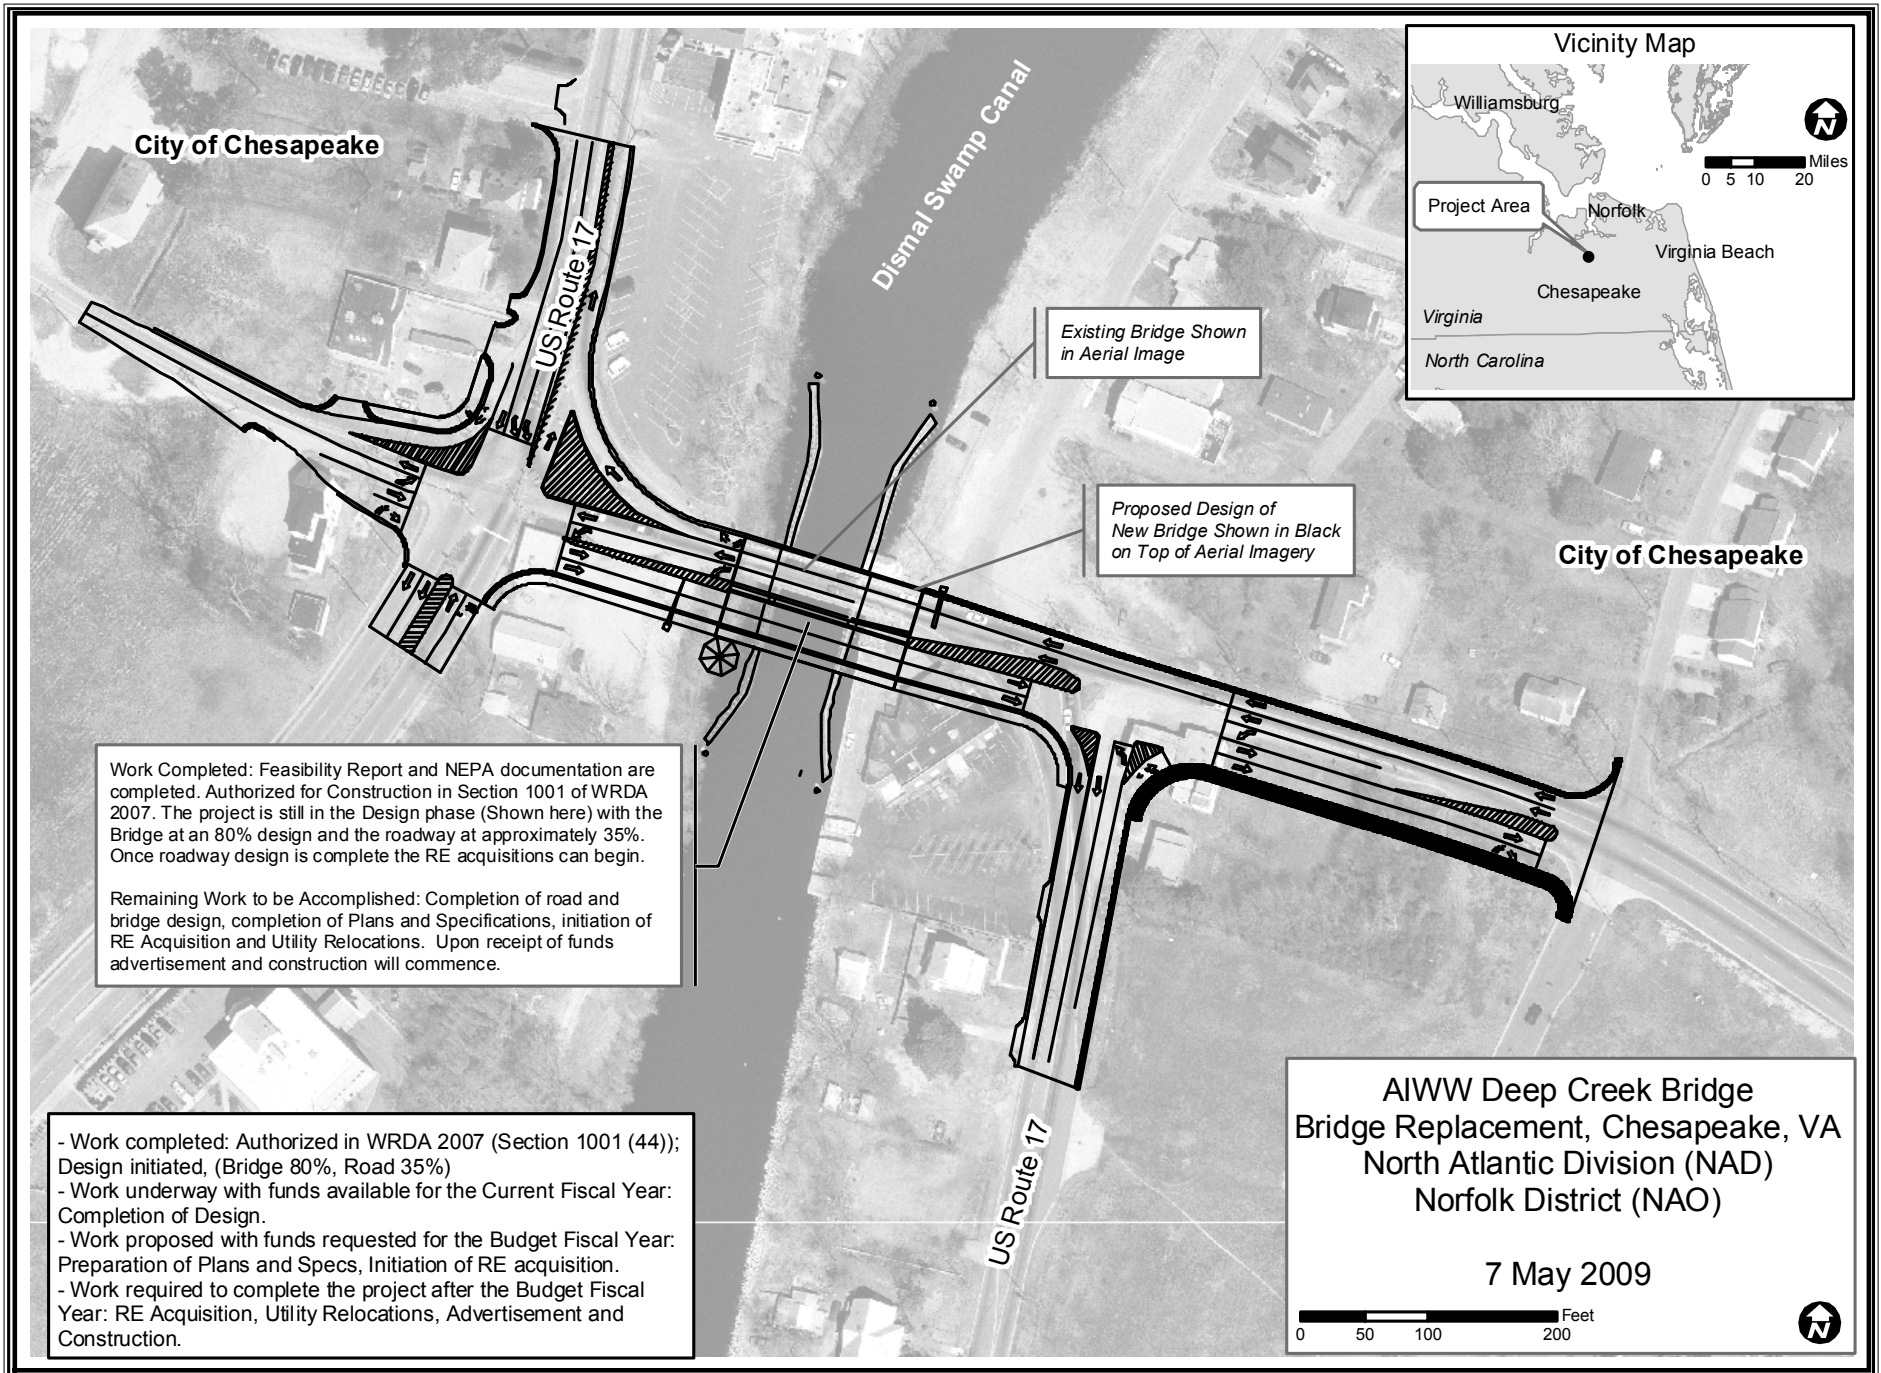 City of Chesapeake
US Route 17
Dismal Swamp Canal
Vicinity Map
Williamsburg
N
Miles
0 5 10 20
Project Area
Norfolk
Virginia Beach
Chesapeake
Virginia
North Carolina
Existing Bridge Shown
in Aerial Image
Proposed Design of
New Bridge Shown in Black
on Top of Aerial Imagery
City of Chesapeake
Work Completed: Feasibility Report and NEPA documentation are
completed. Authorized for Construction in Section 1001 of WRDA
2007. The project is still in the Design phase (Shown here) with the
Bridge at an 80% design and the roadway at approximately 35%.
Once roadway design is complete the RE acquisitions can begin.
Remaining Work to be Accomplished: Completion of road and
bridge design, completion of Plans and Specifications, initiation of
RE Acquisition and Utility Relocations. Upon receipt of funds
advertisement and construction will commence.
- Work completed: Authorized in WRDA 2007 (Section 1001 (44));
Design initiated, (Bridge 80%, Road 35%)
- Work underway with funds available for the Current Fiscal Year:
Completion of Design.
- Work proposed with funds requested for the Budget Fiscal Year:
Preparation of Plans and Specs, Initiation of RE acquisition.
- Work required to complete the project after the Budget Fiscal
Year: RE Acquisition, Utility Relocations, Advertisement and
Construction.
US Route 17
AIWW Deep Creek Bridge
Bridge Replacement, Chesapeake, VA
North Atlantic Division (NAD)
Norfolk District (NAO)
7 May 2009
Feet
0 50 100 200
N